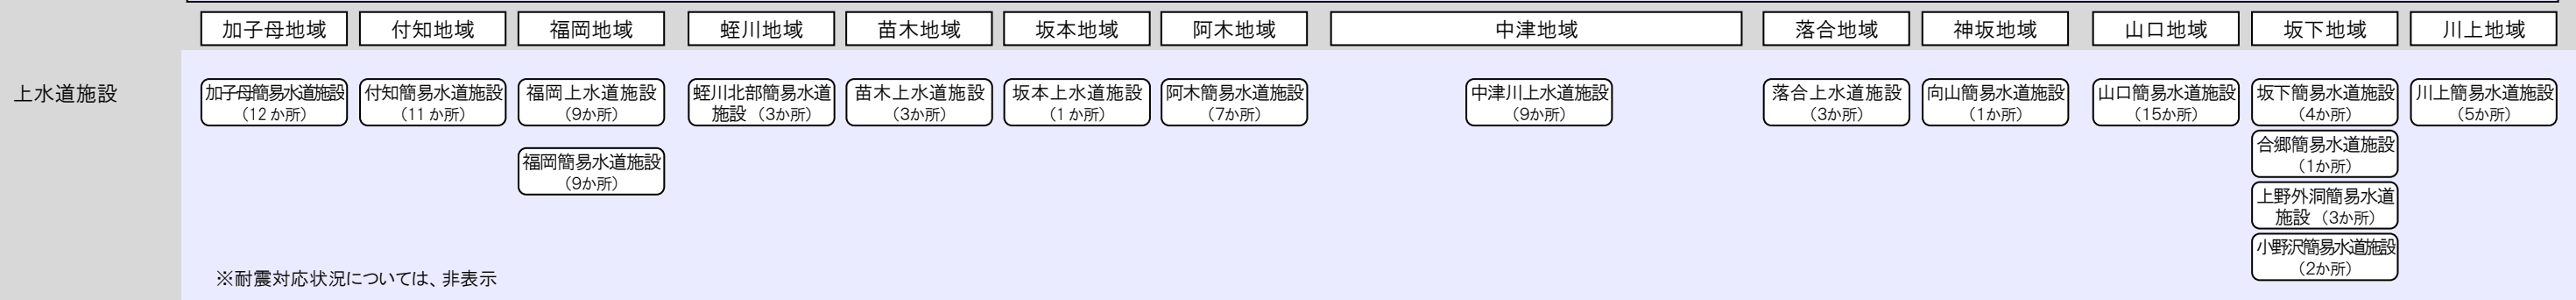 加子母地域
付知地域
福岡地域
蛭川地域
苗木地域
坂本地域
阿木地域
中津地域
落合地域
神坂地域
山口地域
坂下地域
川上地域
上水道施設
加子母簡易水道施設
（12か所）
付知簡易水道施設
（11か所）
福岡上水道施設
（9か所）
福岡簡易水道施設
（9か所）
蛭川北部簡易水道
施設（3か所）
苗木上水道施設
（3か所）
坂本上水道施設
（1か所）
阿木簡易水道施設
（7か所）
中津川上水道施設
（9か所）
落合上水道施設
（3か所）
向山簡易水道施設
（1か所）
山口簡易水道施設
（15か所）
坂下簡易水道施設
（4か所）
合郷簡易水道施設
（1か所）
上野外洞簡易水道
施設（3か所）
小野沢簡易水道施設
（2か所）
川上簡易水道施設
（5か所）
※耐震対応状況については、非表示